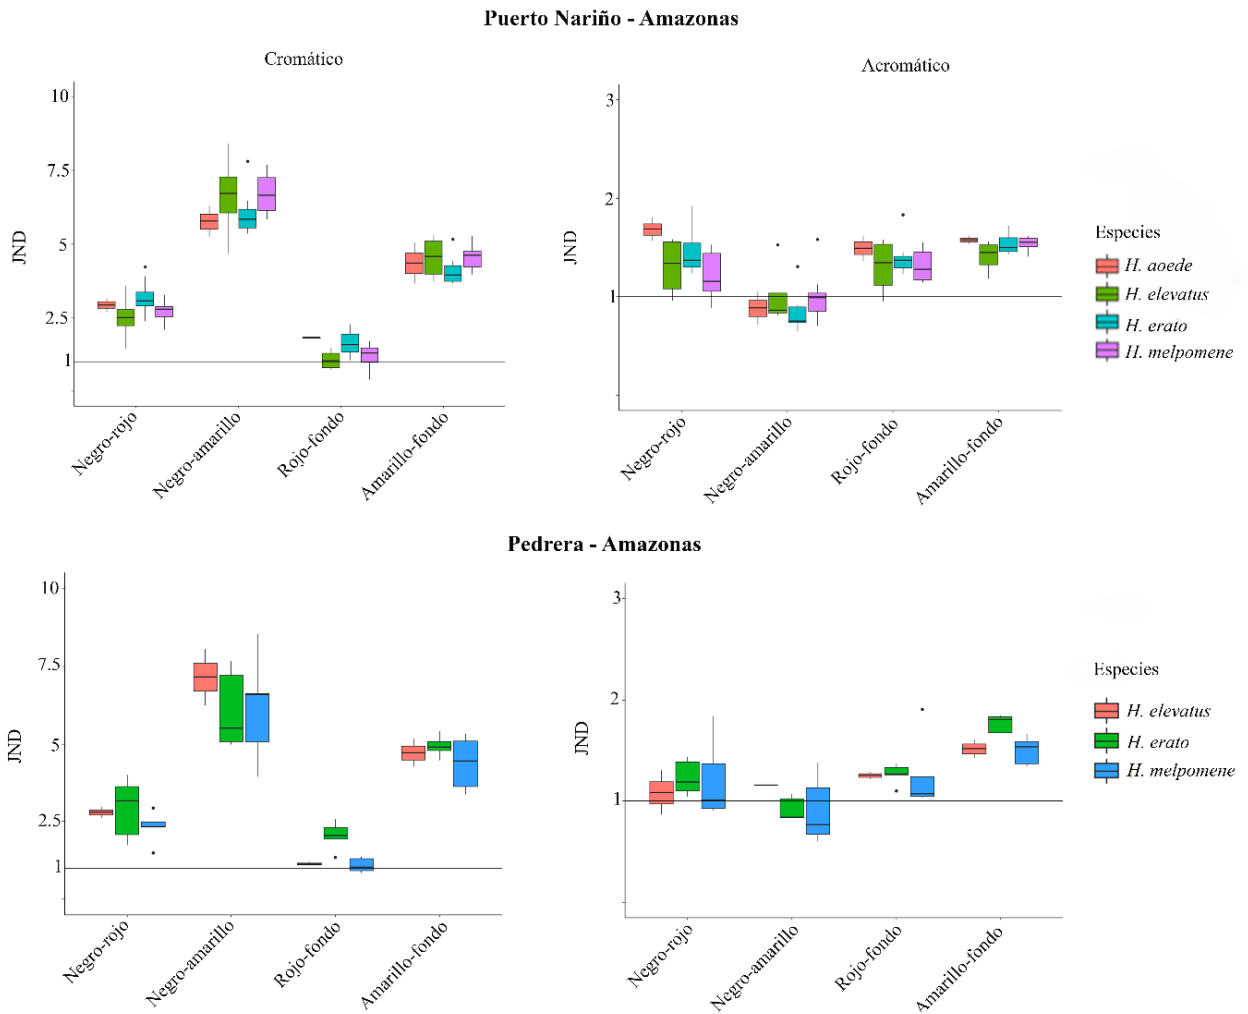 Puerto Nariño - Amazonas
Cromático
Acromático
10
7.5
5
2.5
1
JND
Negro-rojo
Negro-amarillo
Rojo-fondo
Amarillo-fondo
3
2
1
JND
Negro-rojo
Negro-amarillo
Rojo-fondo
Amarillo-fondo
Especies
H. aoede
H. elevatus
H. erato
H. melpomene
Pedrera - Amazonas
10
7.5
5
2.5
1
JND
Negro-rojo
Negro-amarillo
Rojo-fondo
Amarillo-fondo
3
2
1
JND
Negro-rojo
Negro-amarillo
Rojo-fondo
Amarillo-fondo
Especies
H. elevatus
H. erato
H. melpomene